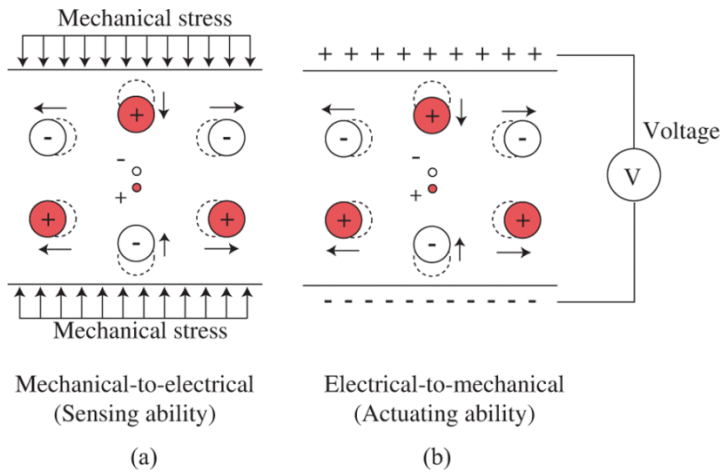 Mechanical stress
+ + + + + + + + +
+
+
- -
- -
Voltage
- -
+ +
V
+ +
+ +
- -
- - - - - - - - - - -
Mechanical stress
Mechanical-to-electrical
(Sensing ability)
Electrical-to-mechanical
(Actuating ability)
(a)
(b)